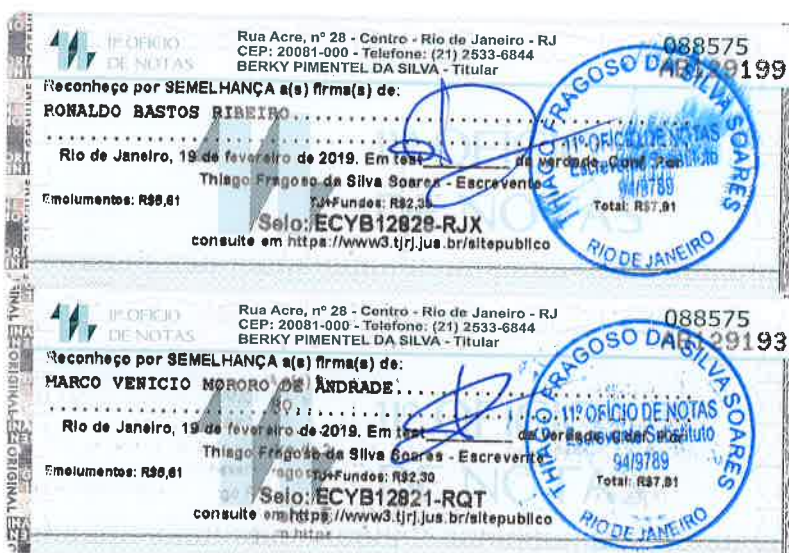 11º OFÍCIO
DE NOTAS
Rua Acre, nº 28 - Centro - Rio de Janeiro - RJ
CEP: 20081-000 - Telefone: (21) 2533-6844
BERKY PIMENTEL DA SILVA - Titular
088575
199
Reconheço por SEMELHANÇA a(s) firma(s) de:
RONALDO BASTOS RIBEIRO
Rio de Janeiro, 19 de fevereiro de 2019. Em test________ da verdade. Conf.
Thiago Fragoso da Silva Soares - Escrevente
Emolumentos: R$5,61
TJ+Fundos: R$2,30
Total: R$7,91
Selo: ECYB12828-RJX
consulte em https://www3.tjrj.jus.br/sitepublico
THIAGO FRAGOSO DA SILVA SOARES
11º OFÍCIO DE NOTAS
Escrevente Substituto
94/9789
RIO DE JANEIRO
11º OFÍCIO
DE NOTAS
Rua Acre, nº 28 - Centro - Rio de Janeiro - RJ
CEP: 20081-000 - Telefone: (21) 2533-6844
BERKY PIMENTEL DA SILVA - Titular
088575
29193
Reconheço por SEMELHANÇA a(s) firma(s) de:
MARCO VENICIO MORORO DE ANDRADE
Rio de Janeiro, 19 de fevereiro de 2019. Em test________ da verdade
Thiago Fragoso da Silva Soares - Escrevente
Emolumentos: R$5,61
TJ+Fundos: R$2,30
Total: R$7,91
Selo: ECYB12821-RQT
consulte em https://www3.tjrj.jus.br/sitepublico
THIAGO FRAGOSO DA SILVA SOARES
11º OFÍCIO DE NOTAS
Substituto
94/9789
RIO DE JANEIRO
ORIGINAL